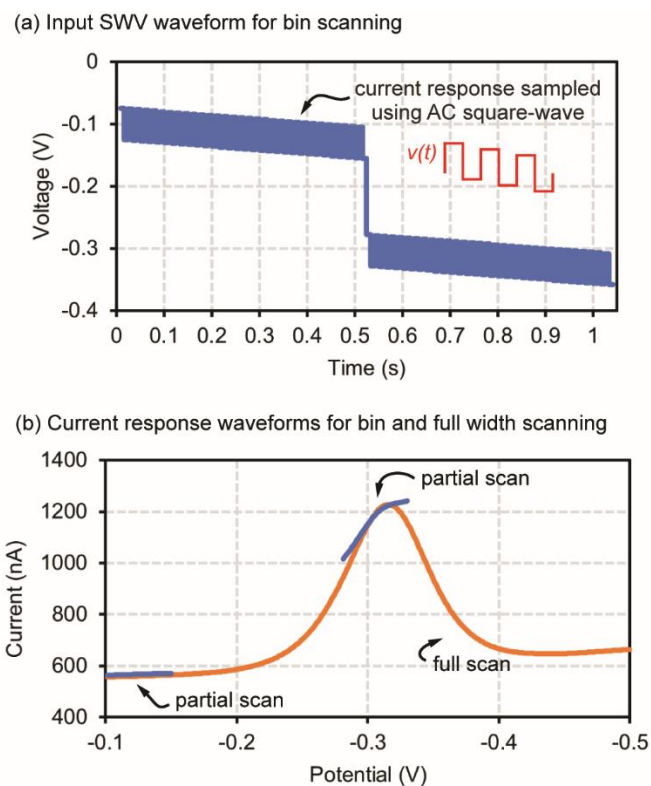 (a) Input SWV waveform for bin scanning
0
-0.1
-0.2
-0.3
-0.4
Voltage (V)
current response sampled
using AC square-wave
v(t)
0 0.1 0.2 0.3 0.4 0.5 0.6 0.7 0.8 0.9 1
Time (s)
(b) Current response waveforms for bin and full width scanning
1400
1200
1000
800
600
400
Current (nA)
partial scan
full scan
partial scan
-0.1 -0.2 -0.3 -0.4 -0.5
Potential (V)